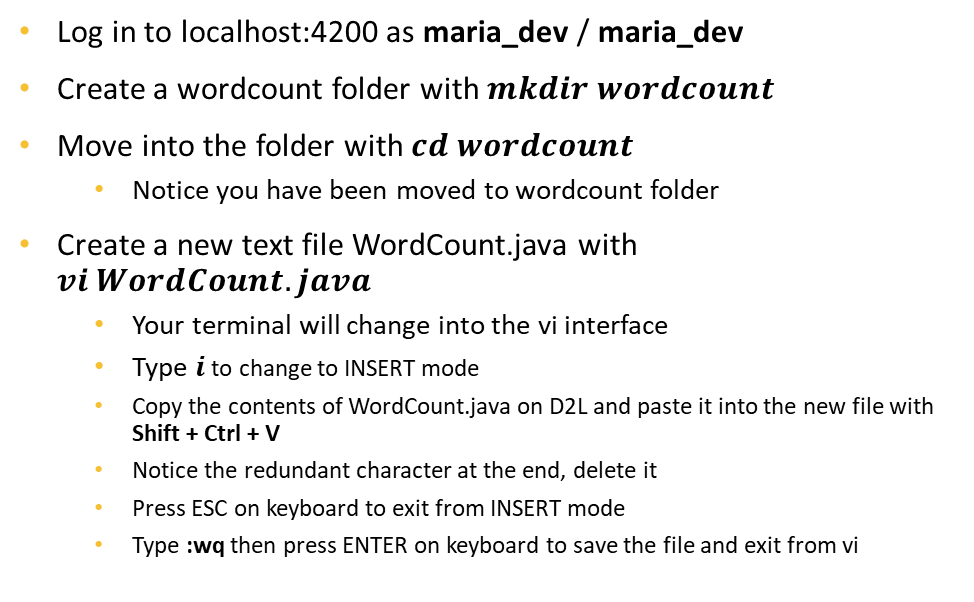 • Log in to localhost:4200 as maria_dev / maria_dev
• Create a wordcount folder with mkdir wordcount
• Move into the folder with cd wordcount
• Notice you have been moved to wordcount folder
• Create a new text file WordCount.java with
vi WordCount.java
• Your terminal will change into the vi interface
• Type i to change to INSERT mode
• Copy the contents of WordCount.java on D2L and paste it into the new file with
Shift + Ctrl + V
• Notice the redundant character at the end, delete it
• Press ESC on keyboard to exit from INSERT mode
• Type :wq then press ENTER on keyboard to save the file and exit from vi